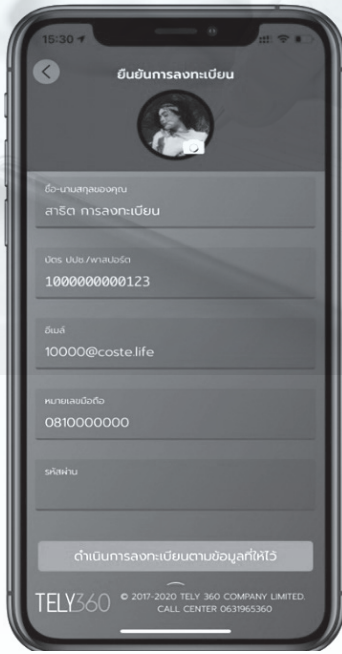 15:30
ยืนยันการลงทะเบียน
ชื่อ-นามสกุลของคุณ
สาธิต การลงทะเบียน
บัตร ปปช./พาสปอร์ต
1000000000123
อีเมล์
10000@coste.life
หมายเลขมือถือ
0810000000
รหัสผ่าน
ดำเนินการลงทะเบียนตามข้อมูลที่ให้ไว้
TELY360
© 2017-2020 TELY 360 COMPANY LIMITED.
CALL CENTER 0631965360